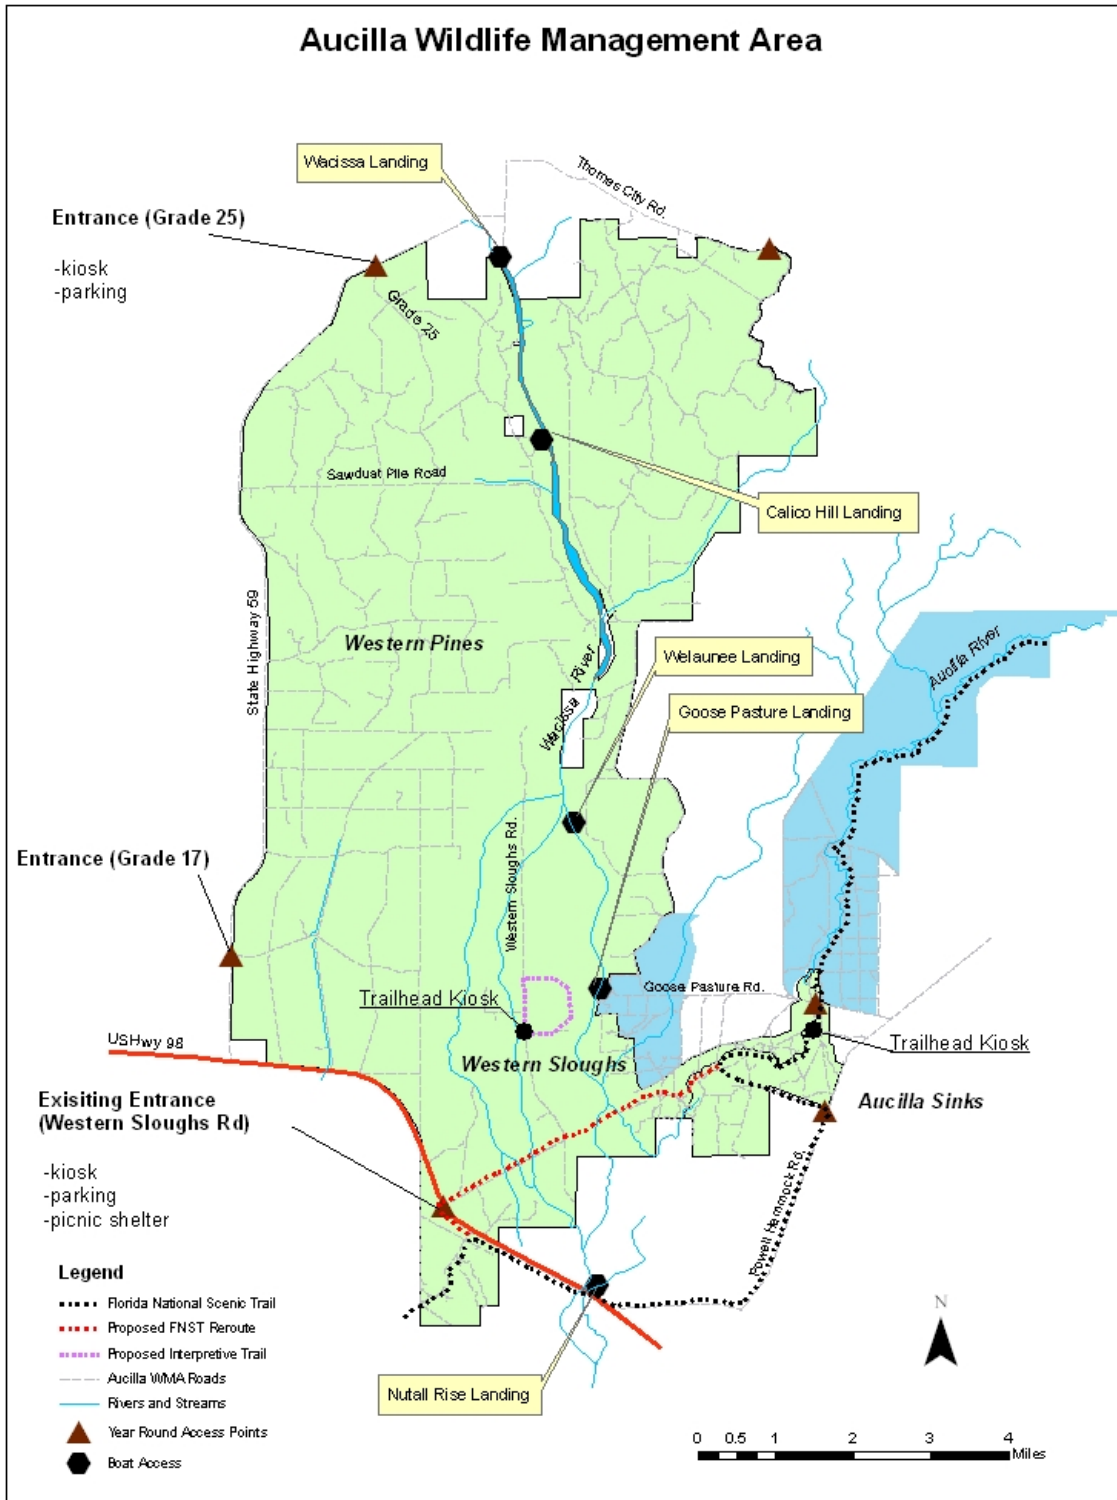 Aucilla Wildlife Management Area
Wacissa Landing
Thomas City Rd.
Entrance (Grade 25)
-kiosk
-parking
Grade 25
Sawdust Pile Road
Calico Hill Landing
State Highway 59
Western Pines
Wacissa River
Welaunee Landing
Aucilla River
Goose Pasture Landing
Entrance (Grade 17)
Western Sloughs Rd.
Goose Pasture Rd.
Trailhead Kiosk
Trailhead Kiosk
USHwy 98
Western Sloughs
Exisiting Entrance
(Western Sloughs Rd)
-kiosk
-parking
-picnic shelter
Aucilla Sinks
Powell Hammock Rd.
Legend
Florida National Scenic Trail
Proposed FNST Reroute
Proposed Interpretive Trail
Aucilla WMA Roads
Rivers and Streams
Year Round Access Points
Boat Access
Nutall Rise Landing
N
0 0.5 1 2 3 4
Miles